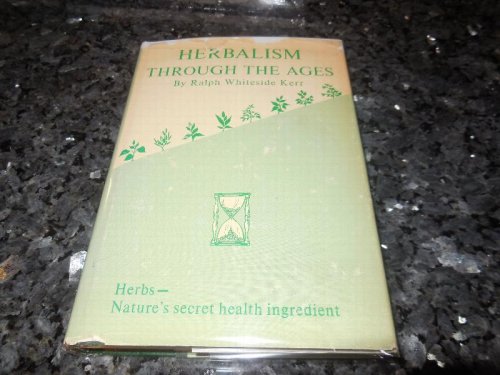 HERBALISM
THROUGH THE AGES
By Ralph Whiteside Kerr
Herbs—
Nature's secret health ingredient